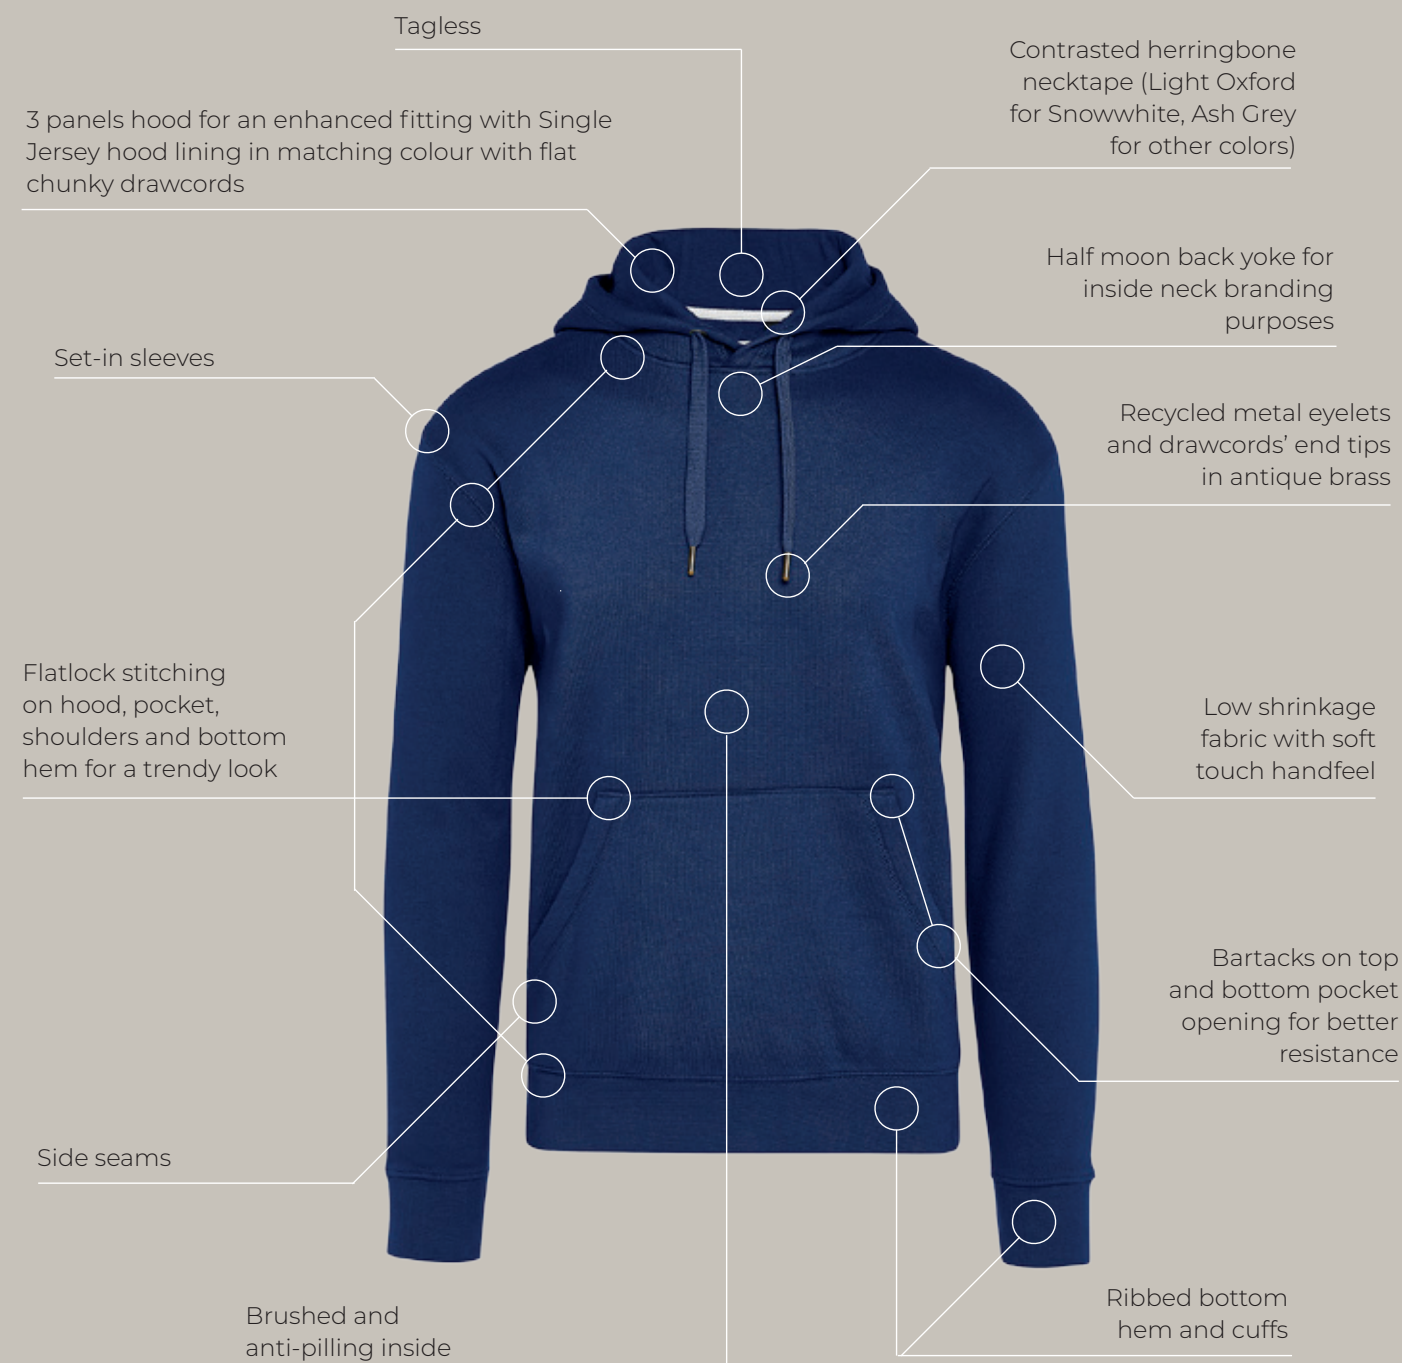 Tagless
Contrasted herringbone
necktape (Light Oxford
for Snowwhite, Ash Grey
for other colors)
3 panels hood for an enhanced fitting with Single
Jersey hood lining in matching colour with flat
chunky drawcords
Half moon back yoke for
inside neck branding
purposes
Set-in sleeves
Recycled metal eyelets
and drawcords’ end tips
in antique brass
Flatlock stitching
on hood, pocket,
shoulders and bottom
hem for a trendy look
Low shrinkage
fabric with soft
touch handfeel
Bartacks on top
and bottom pocket
opening for better
resistance
Side seams
Ribbed bottom
hem and cuffs
Brushed and
anti-pilling inside